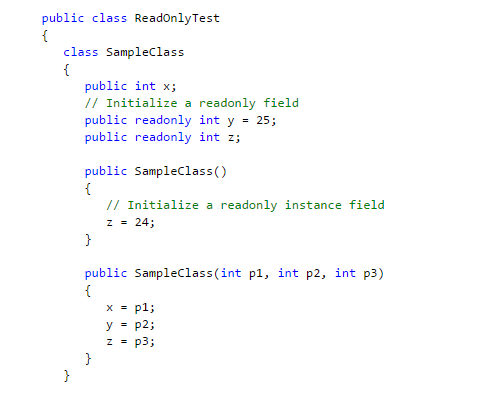 public class ReadOnlyTest
{
class SampleClass
{
public int x;
// Initialize a readonly field
public readonly int y = 25;
public readonly int z;
public SampleClass()
{
// Initialize a readonly instance field
z = 24;
}
public SampleClass(int p1, int p2, int p3)
{
x = p1;
y = p2;
z = p3;
}
}